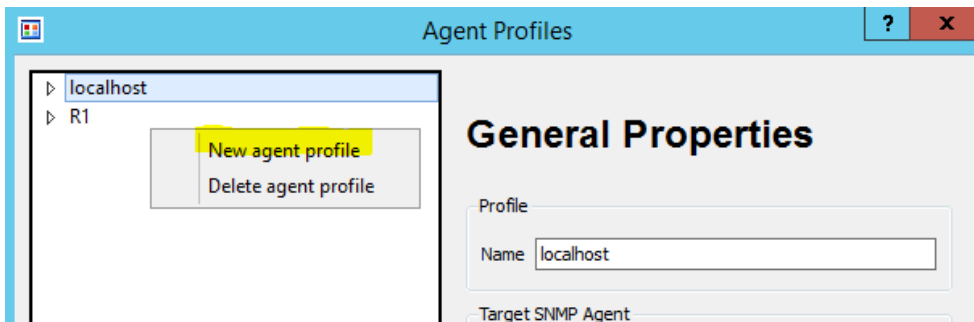 Agent Profiles
? x
localhost
R1
New agent profile
Delete agent profile
General Properties
Profile
Name localhost
Target SNMP Agent